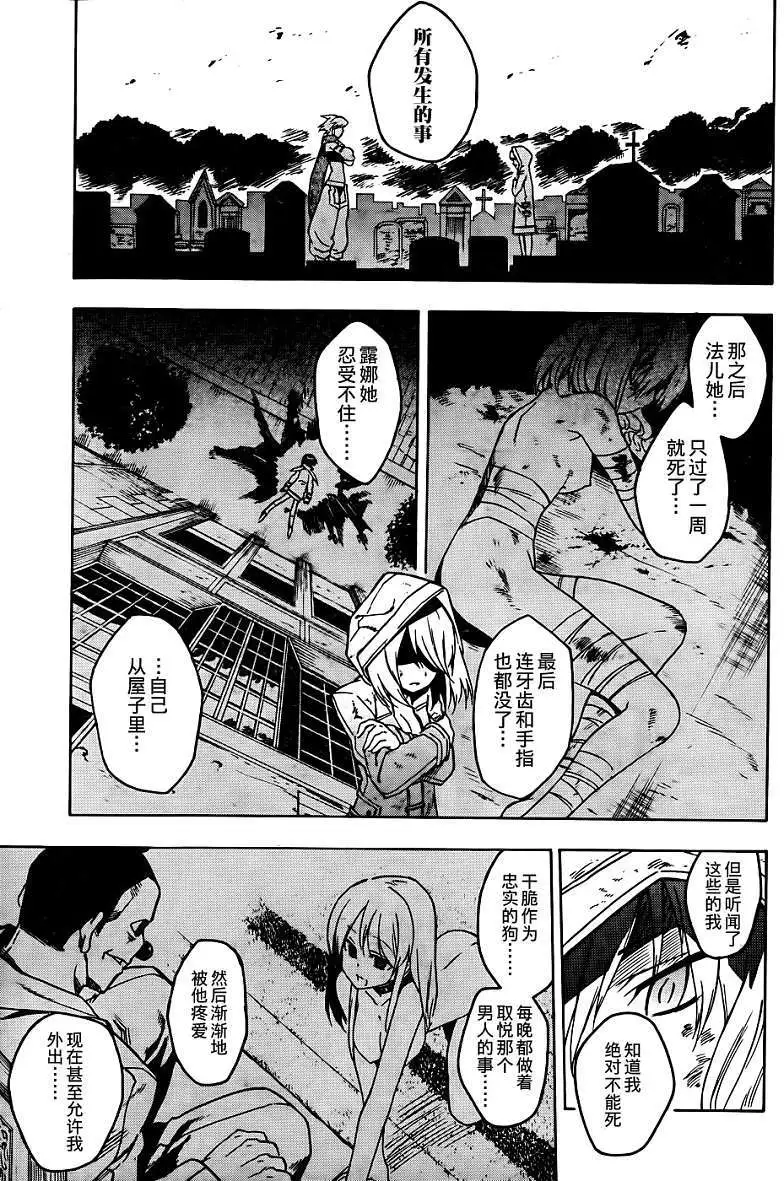 所有发生的事
那之后
法儿她…
只过了一周
就死了…
最后
连牙齿和手指
也都没了……
露娜她
忍受不住……
…自己
从屋子里…
但是听闻了
这些的我
知道我
绝对不能死
干脆作为
忠实的狗……
每晚都做着
取悦那个
男人的事……
然后渐渐地
被他疼爱
现在甚至允许我
外出……